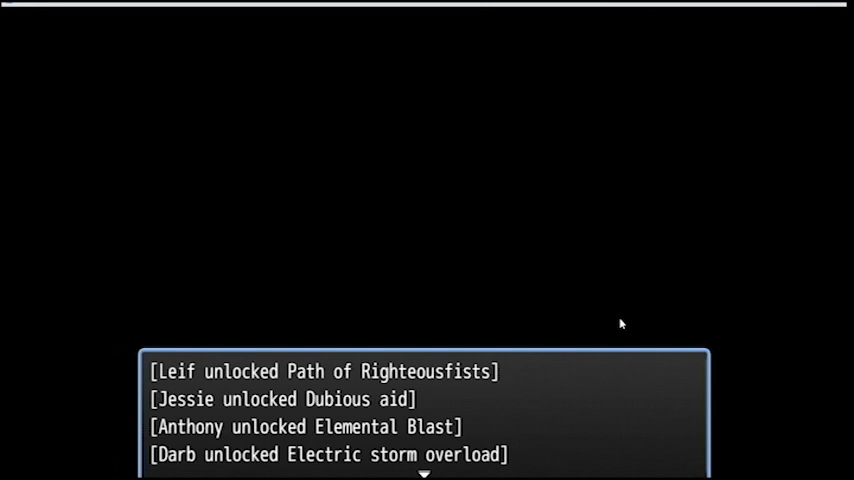 [Leif unlocked Path of Righteousfists]
[Jessie unlocked Dubious aid]
[Anthony unlocked Elemental Blast]
[Darb unlocked Electric storm overload]